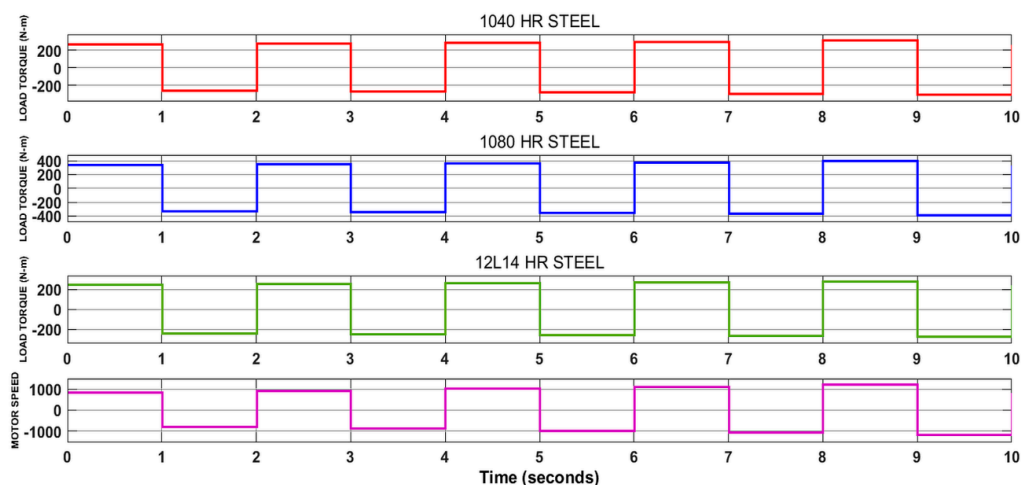 1040 HR STEEL
LOAD TORQUE (N-m)
200
0
-200
0 1 2 3 4 5 6 7 8 9 10
1080 HR STEEL
LOAD TORQUE (N-m)
400
200
0
-200
-400
0 1 2 3 4 5 6 7 8 9 10
12L14 HR STEEL
LOAD TORQUE (N-m)
200
0
-200
0 1 2 3 4 5 6 7 8 9 10
MOTOR SPEED
1000
0
-1000
0 1 2 3 4 5 6 7 8 9 10
Time (seconds)